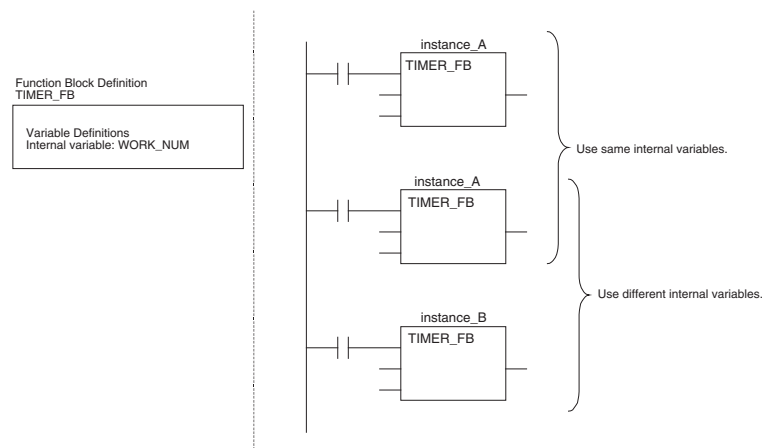 Function Block Definition
TIMER_FB
Variable Definitions
Internal variable: WORK_NUM
instance_A
TIMER_FB
Use same internal variables.
instance_A
TIMER_FB
Use different internal variables.
instance_B
TIMER_FB